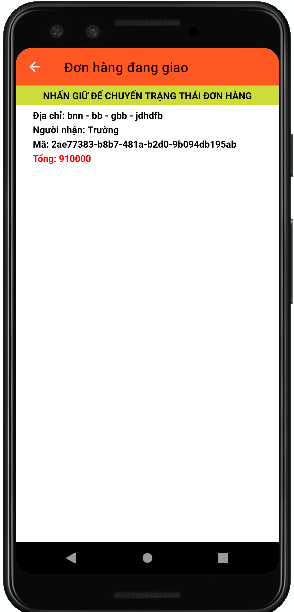 Đơn hàng đang giao
NHẤN GIỮ ĐỂ CHUYỂN TRẠNG THÁI ĐƠN HÀNG
Địa chỉ: bnn - bb - gbb - jdhdfb
Người nhận: Trường
Mã: 2ae77383-b8b7-481a-b2d0-9b094db195ab
Tổng: 910000